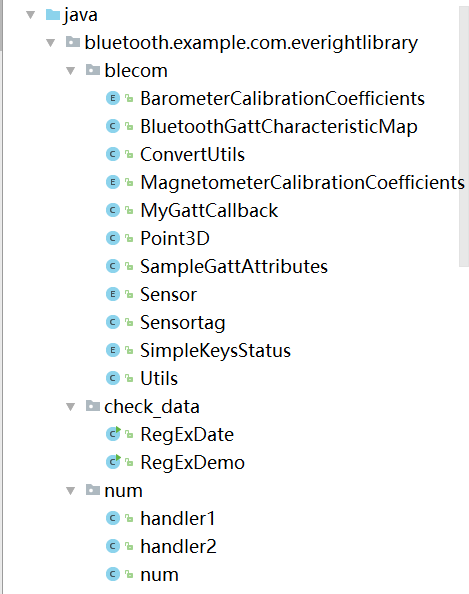 java
bluetooth.example.com.everightlibrary
blecom
BarometerCalibrationCoefficients
BluetoothGattCharacteristicMap
ConvertUtils
MagnetometerCalibrationCoefficients
MyGattCallback
Point3D
SampleGattAttributes
Sensor
Sensortag
SimpleKeysStatus
Utils
check_data
RegExDate
RegExDemo
num
handler1
handler2
num